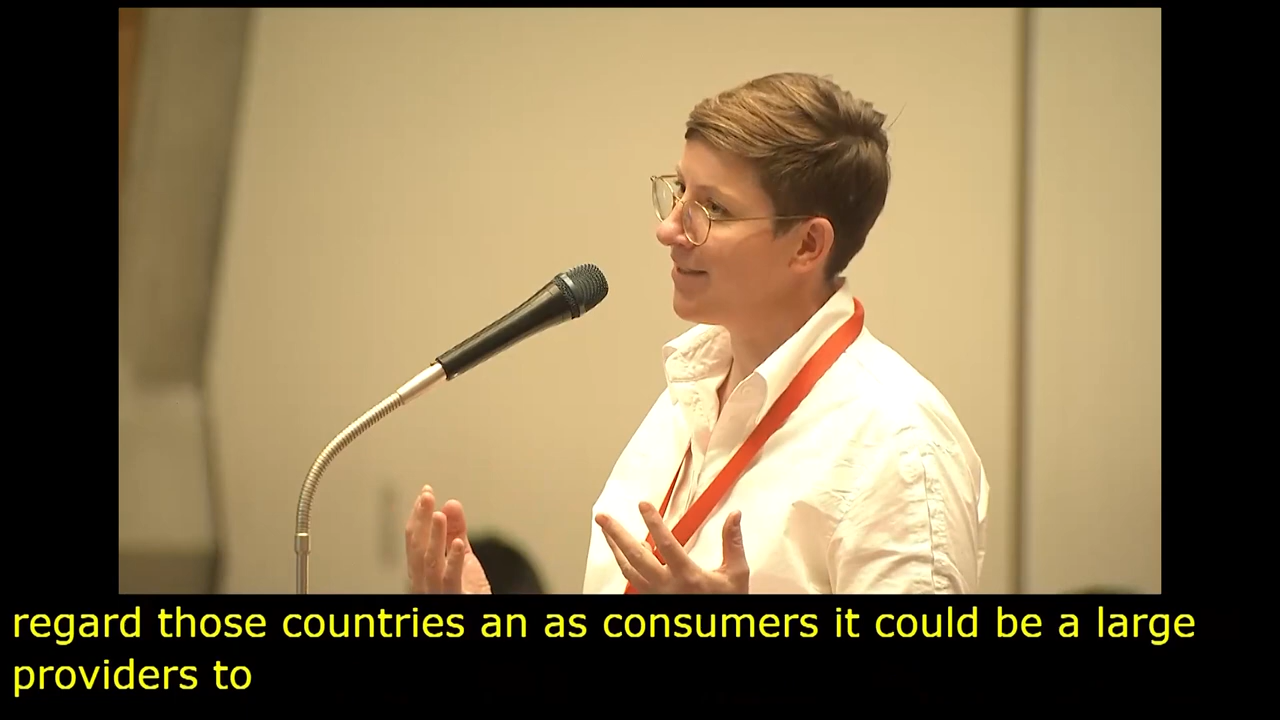 regard those countries an as consumers it could be a large
providers to